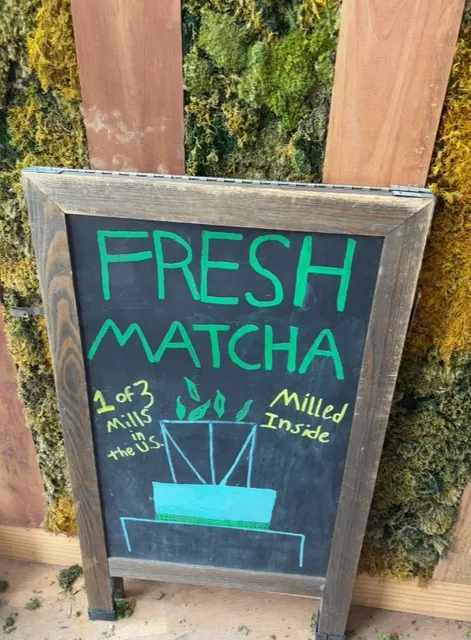 FRESH
MATCHA
1 of 3
Mills
in
the U.S.
Milled
Inside